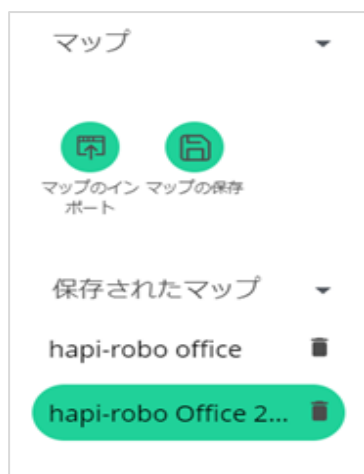 マップ
マップのイン マップの保存
ポート
保存されたマップ
hapi-robo office
hapi-robo Office 2...